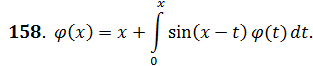 158. φ(x) = x + ∫₀ˣ sin(x − t) φ(t) dt.